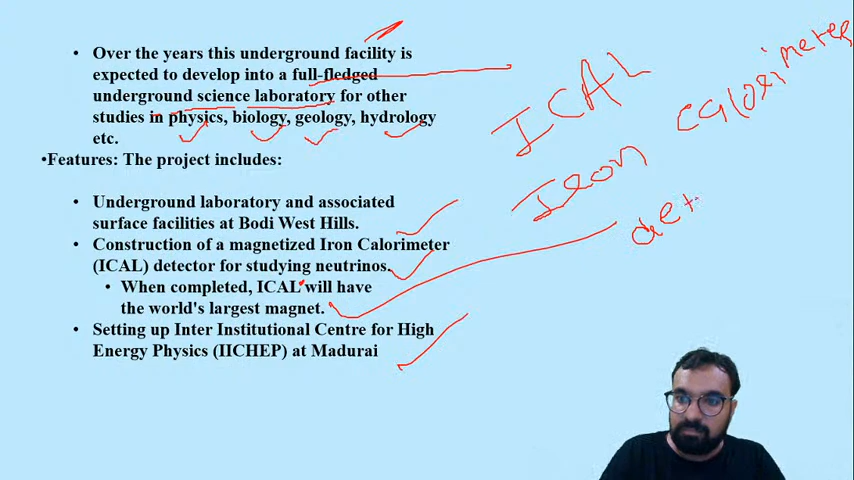 • Over the years this underground facility is
expected to develop into a full-fledged
underground science laboratory for other
studies in physics, biology, geology, hydrology
etc.
•Features: The project includes:
• Underground laboratory and associated
surface facilities at Bodi West Hills.
• Construction of a magnetized Iron Calorimeter
(ICAL) detector for studying neutrinos.
• When completed, ICAL will have
the world's largest magnet.
• Setting up Inter Institutional Centre for High
Energy Physics (IICHEP) at Madurai
ICAL
Iron calorimeter
det